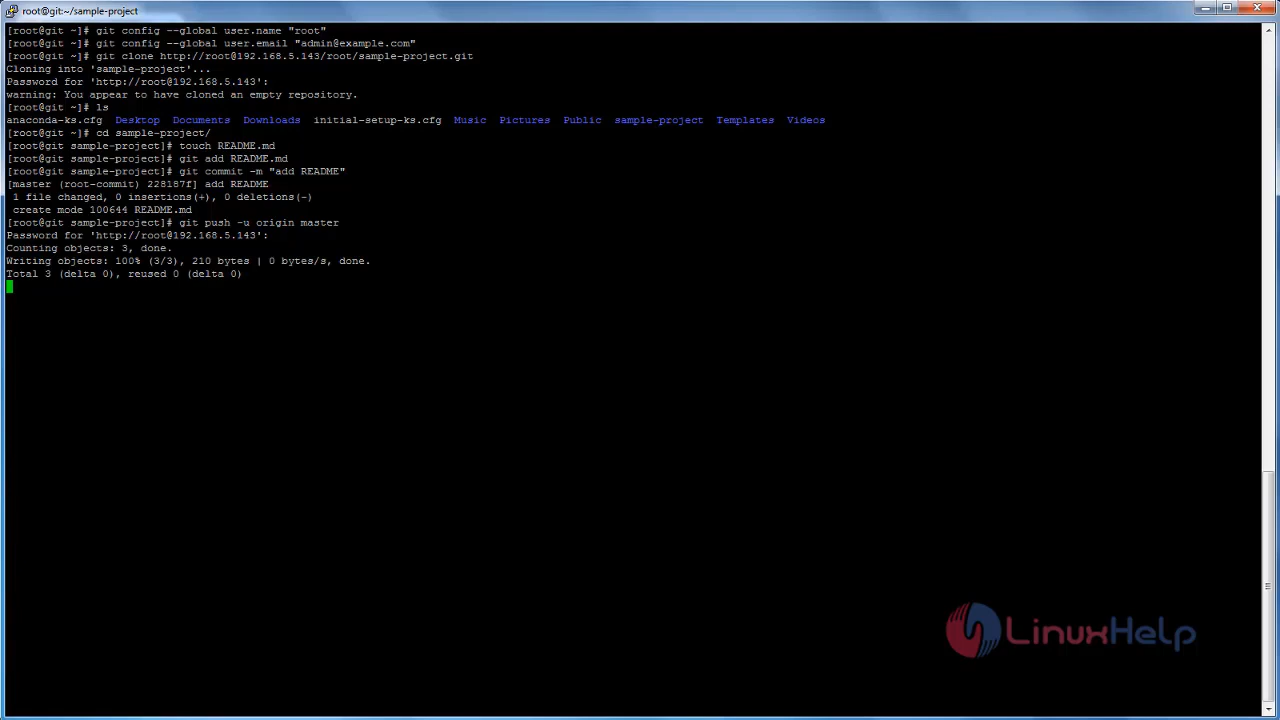 root@git:~/sample-project
[root@git ~]# git config --global user.name "root"
[root@git ~]# git config --global user.email "admin@example.com"
[root@git ~]# git clone http://root@192.168.5.143/root/sample-project.git
Cloning into 'sample-project'...
Password for 'http://root@192.168.5.143':
warning: You appear to have cloned an empty repository.
[root@git ~]# ls
anaconda-ks.cfg  Desktop  Documents  Downloads  initial-setup-ks.cfg  Music  Pictures  Public  sample-project  Templates  Videos
[root@git ~]# cd sample-project/
[root@git sample-project]# touch README.md
[root@git sample-project]# git add README.md
[root@git sample-project]# git commit -m "add README"
[master (root-commit) 228187f] add README
 1 file changed, 0 insertions(+), 0 deletions(-)
 create mode 100644 README.md
[root@git sample-project]# git push -u origin master
Password for 'http://root@192.168.5.143':
Counting objects: 3, done.
Writing objects: 100% (3/3), 210 bytes | 0 bytes/s, done.
Total 3 (delta 0), reused 0 (delta 0)
LinuxHelp